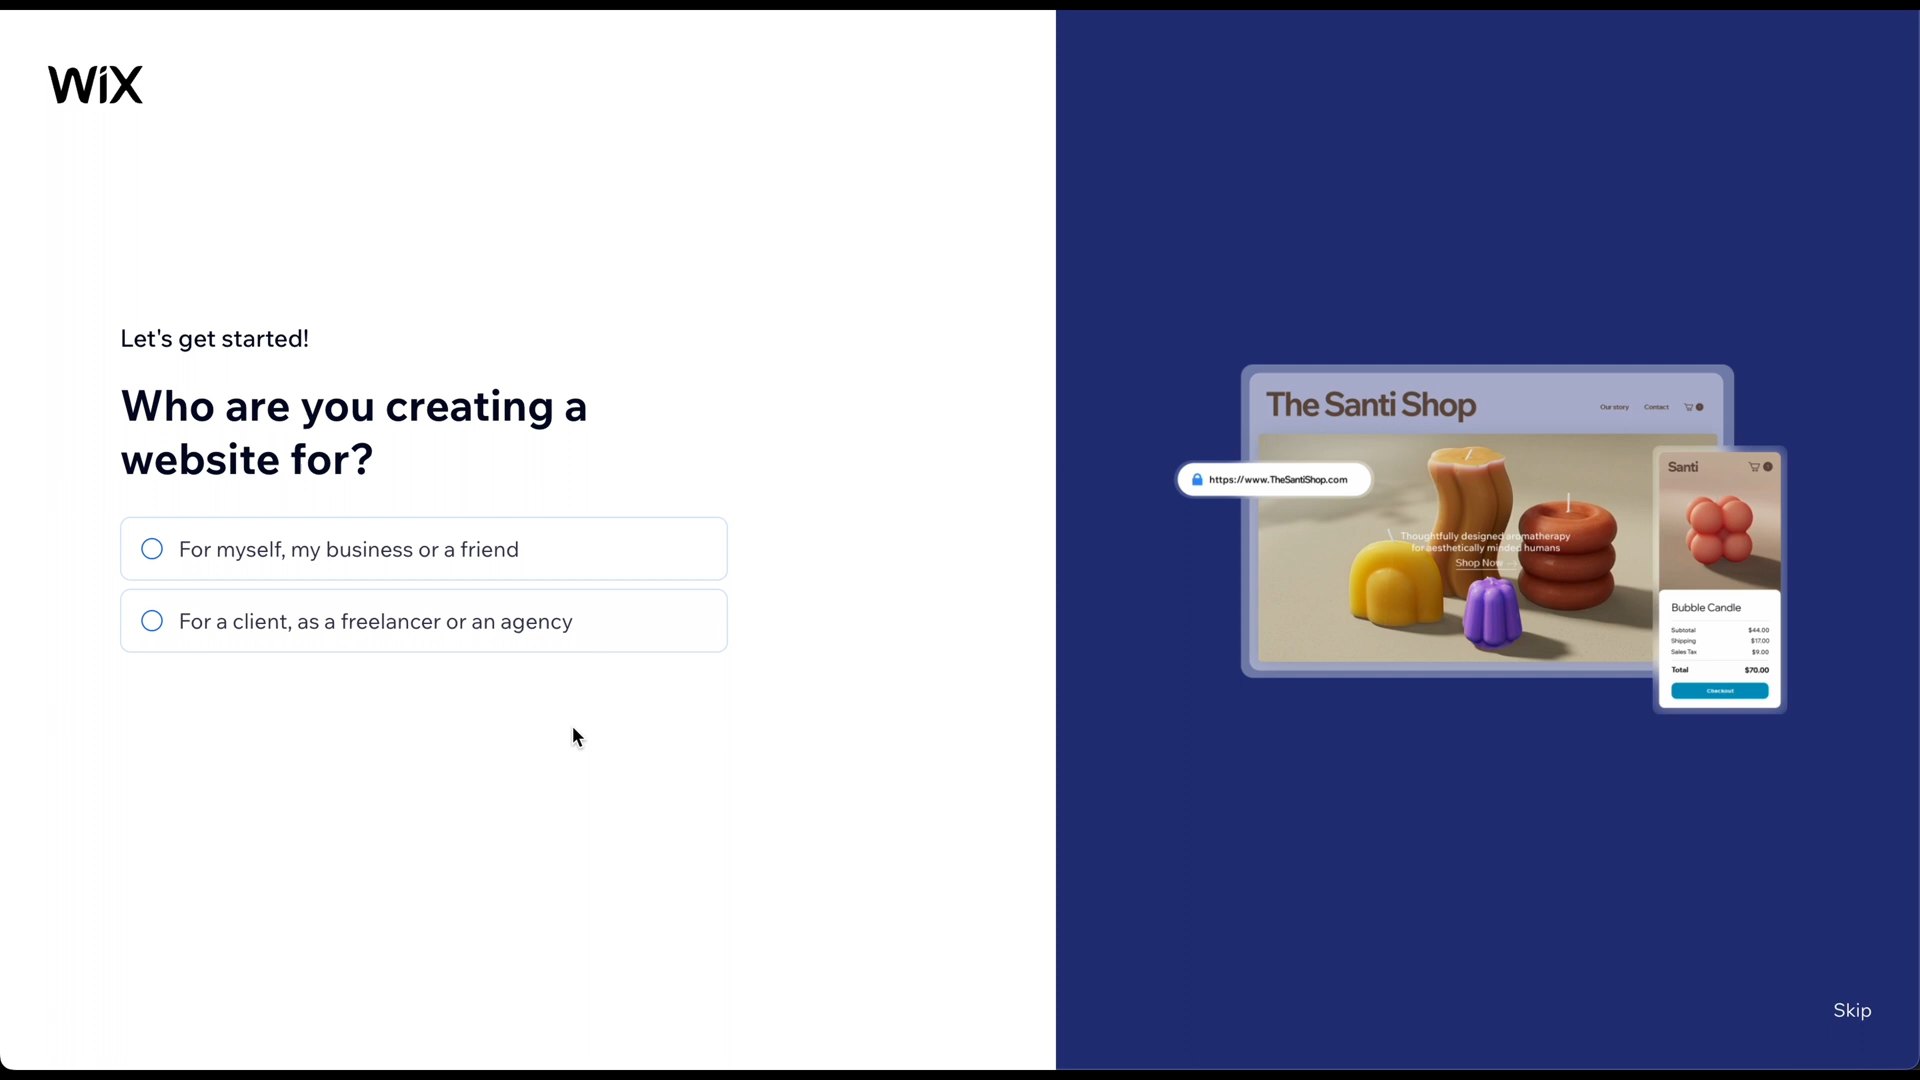 WiX
Let's get started!
Who are you creating a
website for?
For myself, my business or a friend
For a client, as a freelancer or an agency
The Santi Shop
Our story Contact
https://www.TheSantiShop.com
Thoughtfully designed aromatherapy
for aesthetically minded humans
Shop Now →
Santi
Bubble Candle
Subtotal $44.00
Shipping $17.00
Sales Tax $9.00
Total $70.00
Checkout
Skip